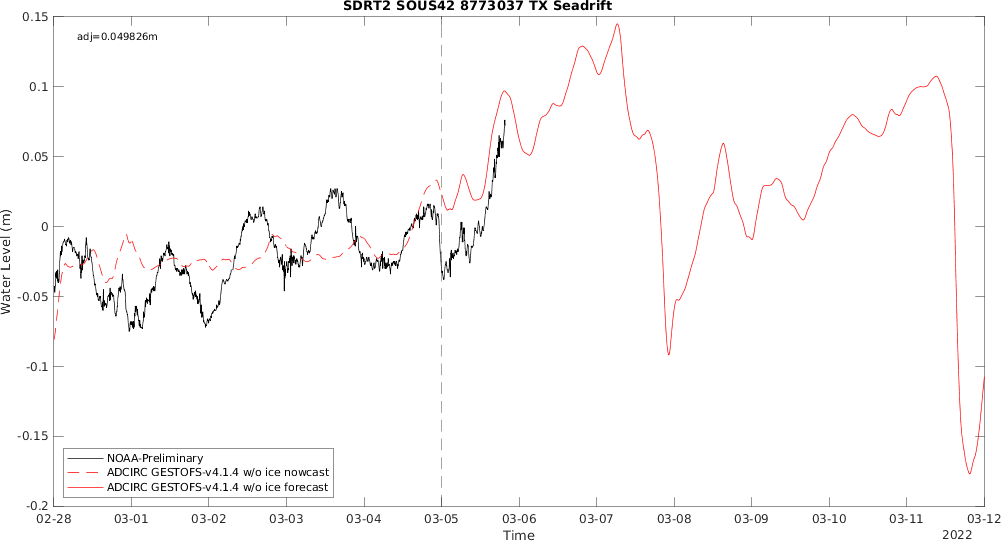 SDRT2 SOUS42 8773037 TX Seadrift
adj=0.049826m
0.15
0.1
0.05
0
-0.05
-0.1
-0.15
-0.2
Water Level (m)
NOAA-Preliminary
ADCIRC GESTOFS-v4.1.4 w/o ice nowcast
ADCIRC GESTOFS-v4.1.4 w/o ice forecast
02-28 03-01 03-02 03-03 03-04 03-05 03-06 03-07 03-08 03-09 03-10 03-11 03-12
Time
2022